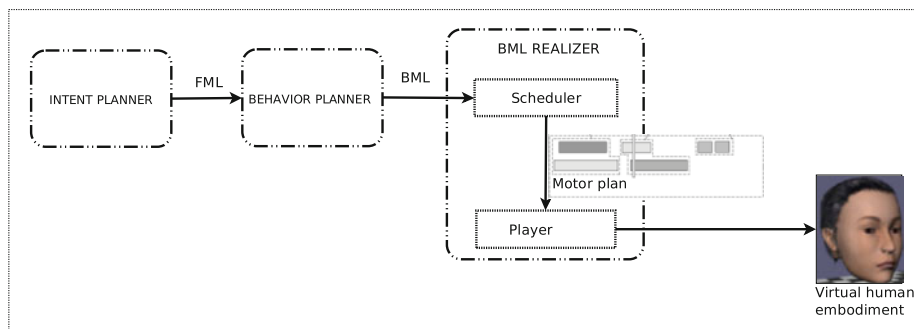 BML REALIZER
FML
BML
INTENT PLANNER
BEHAVIOR PLANNER
Scheduler
Motor plan
Player
Virtual human
embodiment